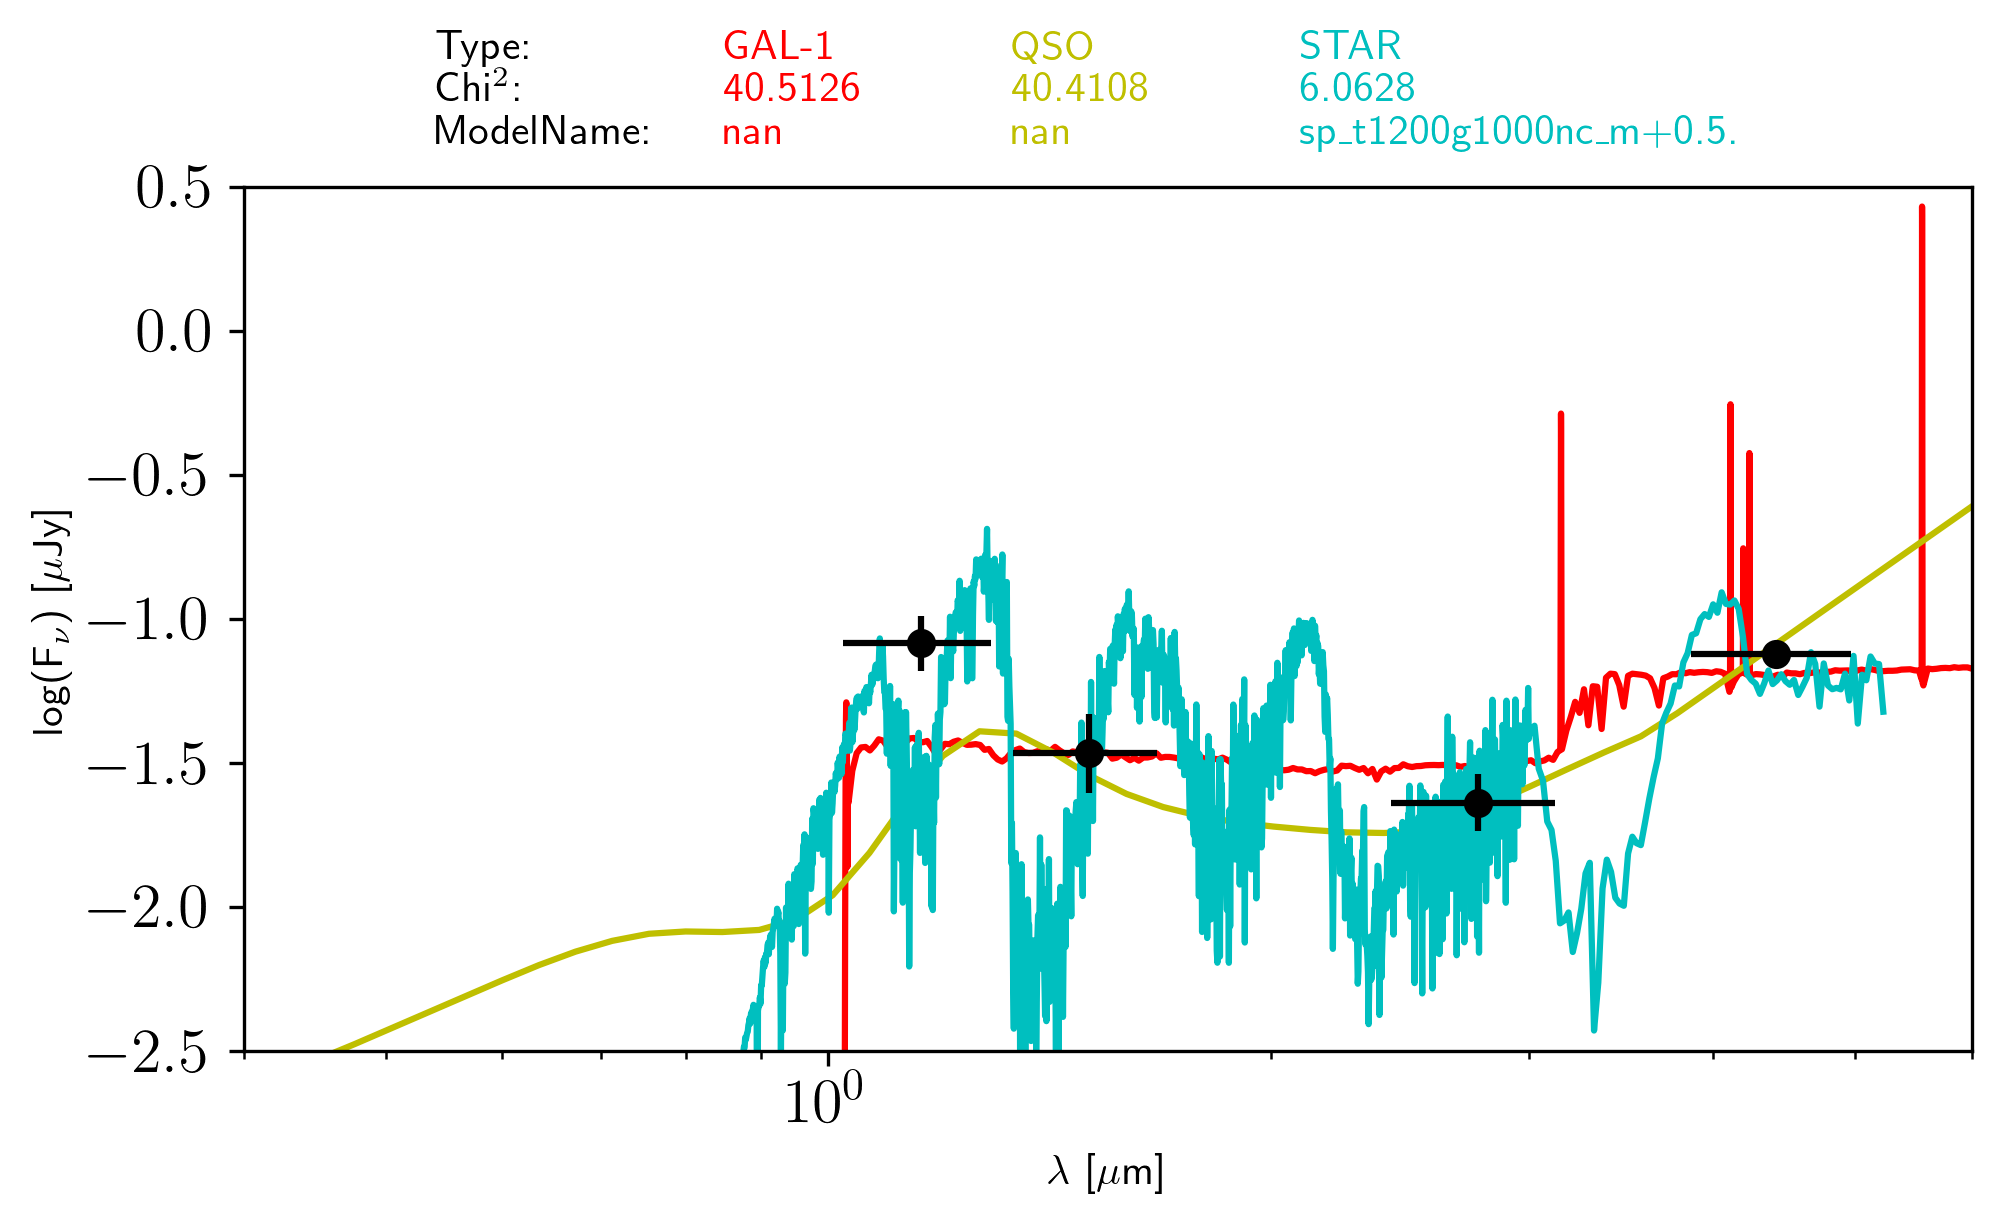 Type: GAL-1 QSO STAR
Chi²: 40.5126 40.4108 6.0628
ModelName: nan nan sp_t1200g1000nc_m+0.5.
0.5
0.0
−0.5
−1.0
−1.5
−2.0
−2.5
log(Fν) [μJy]
10⁰
λ [μm]